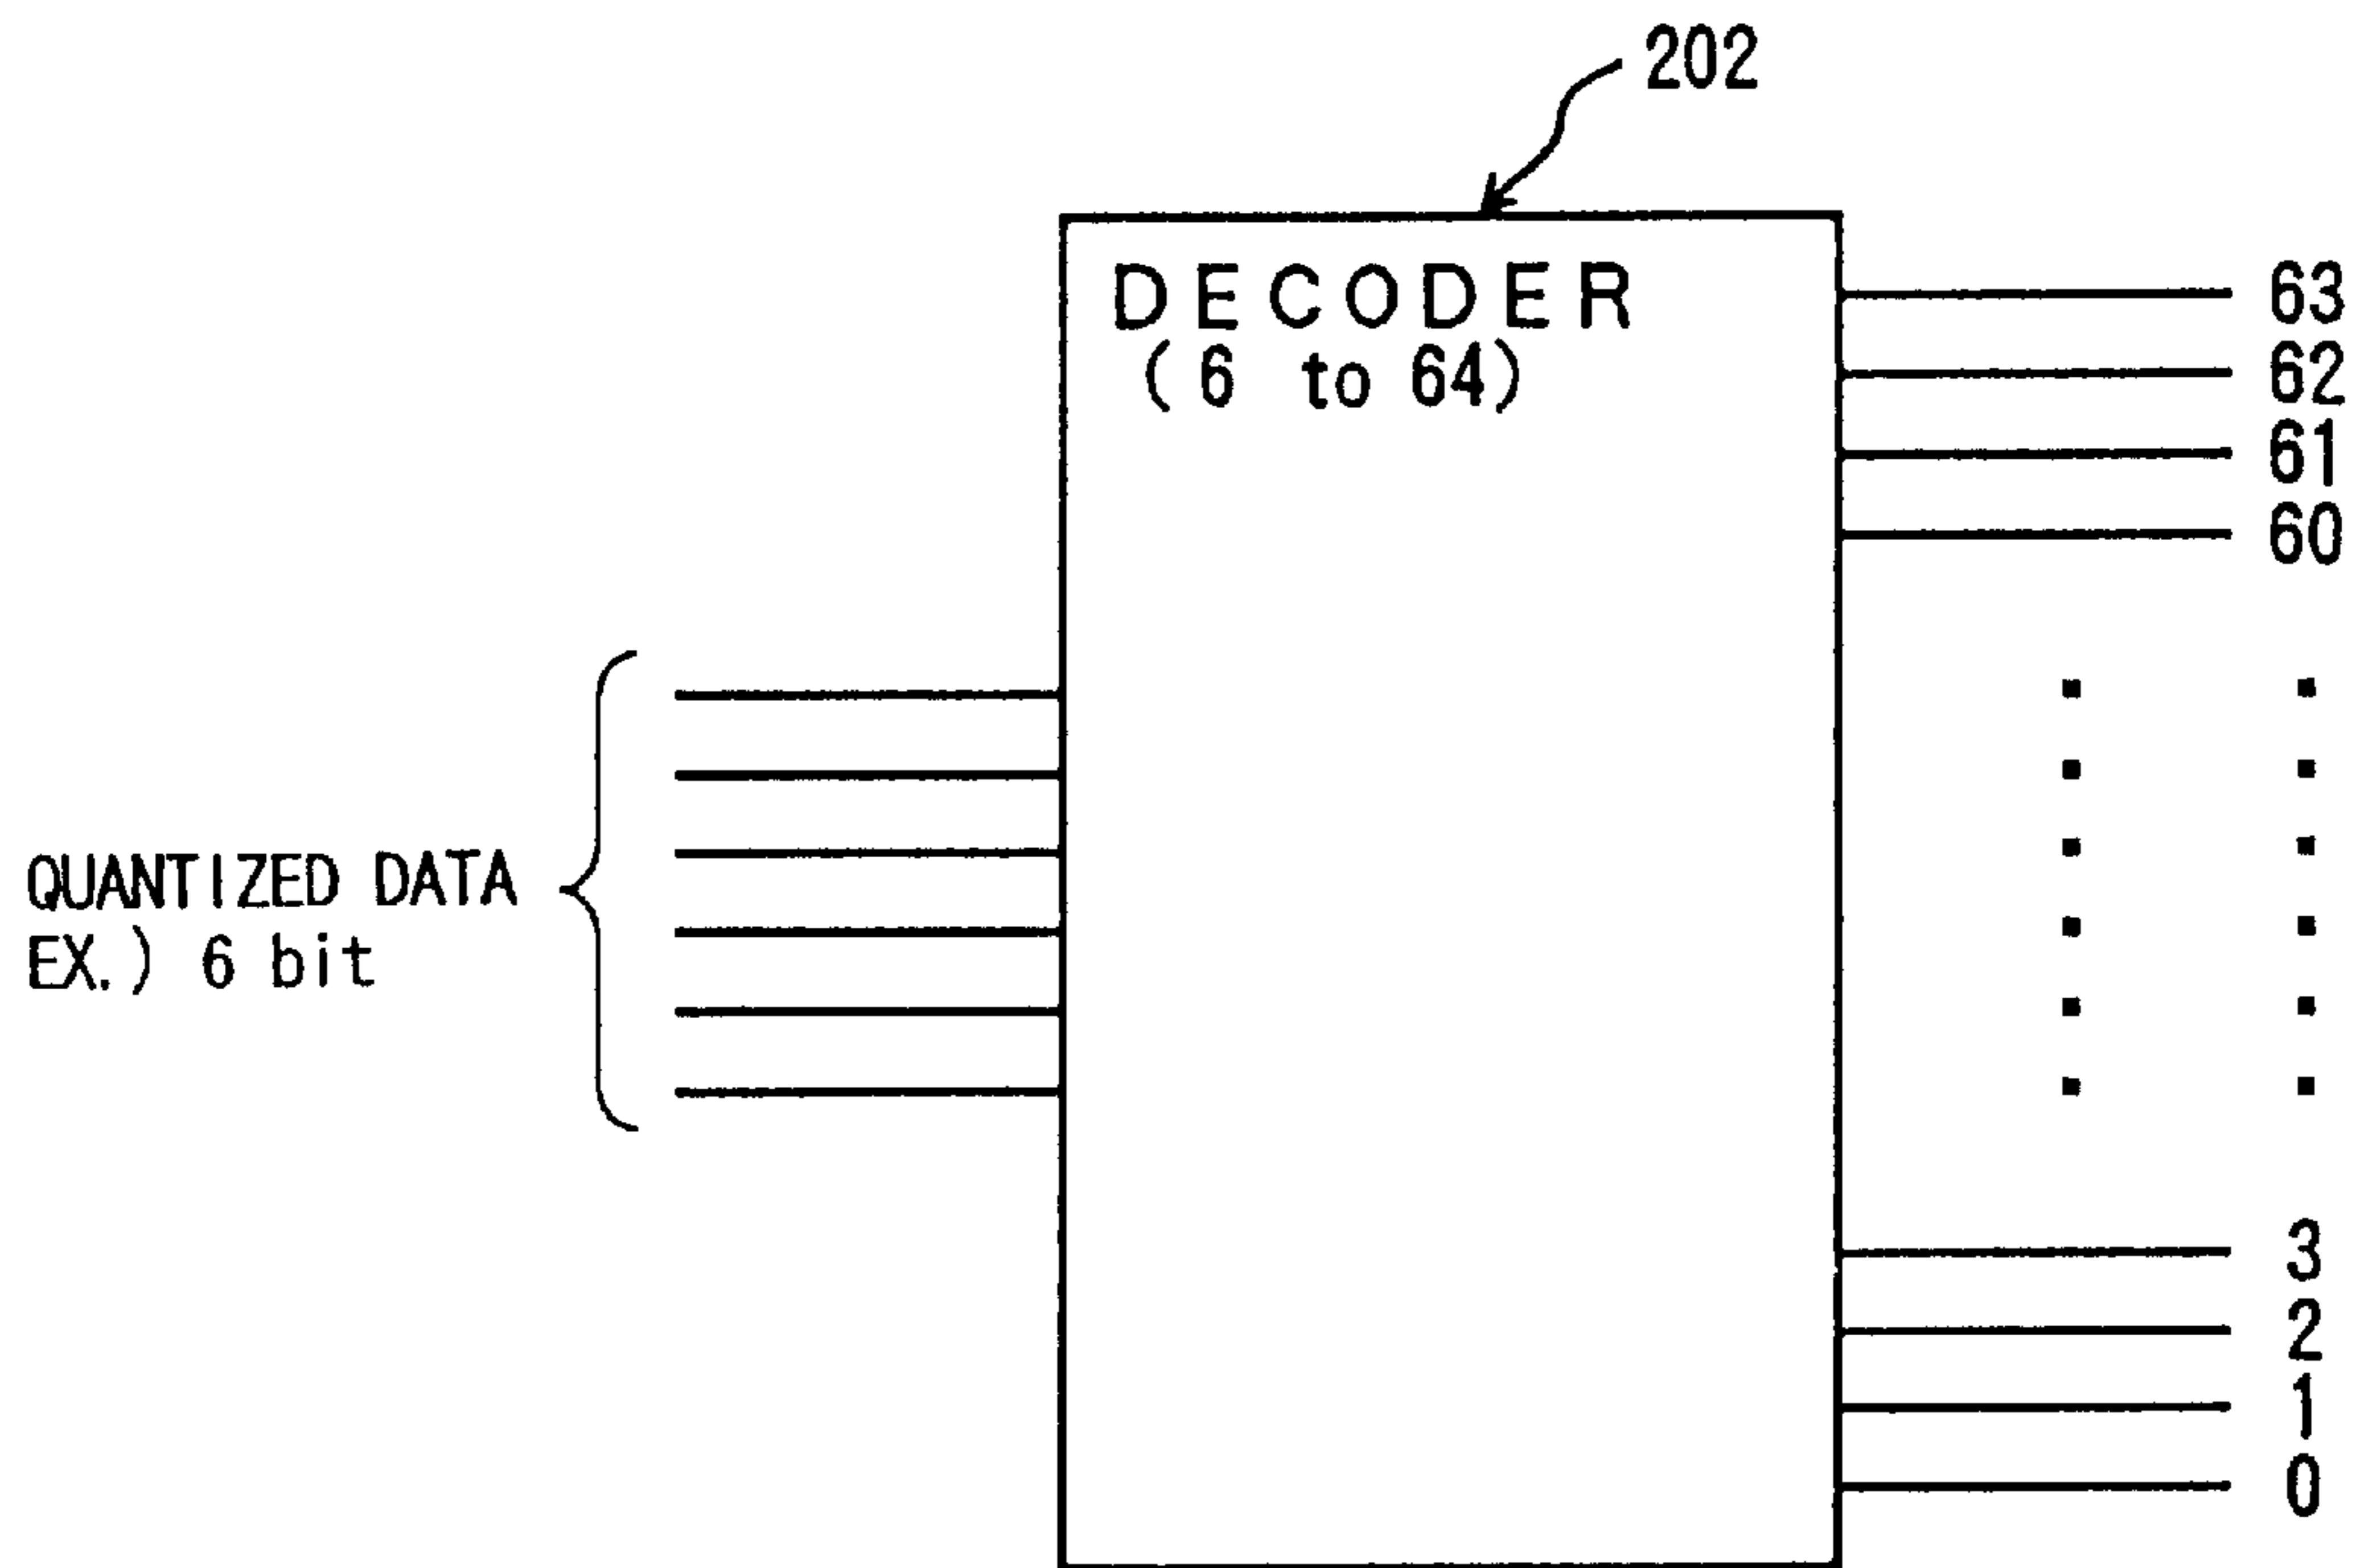 202
DECODER
( 6 to 64)
63
62
61
60
QUANTIZED DATA
EX.) 6 bit
3
2
1
0